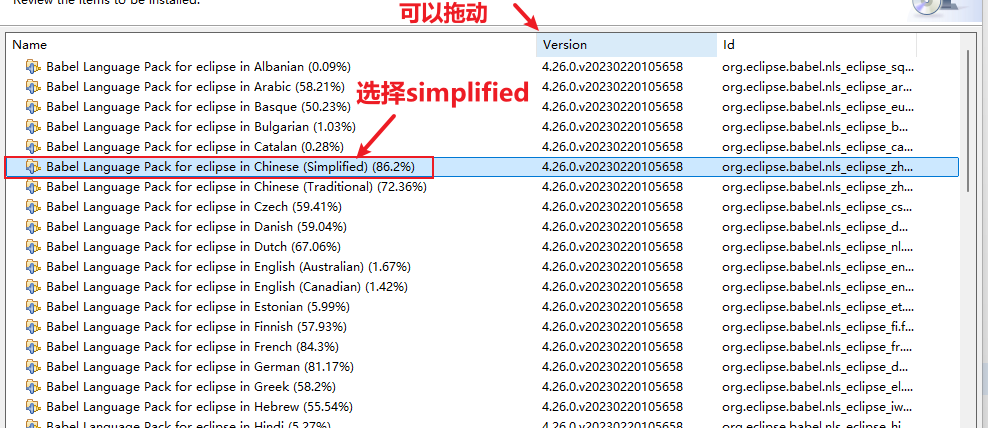 Review the items to be installed.
可以拖动
Name Version Id
Babel Language Pack for eclipse in Albanian (0.09%) 4.26.0.v20230220105658 org.eclipse.babel.nls_eclipse_sq...
Babel Language Pack for eclipse in Arabic (58.21%) 4.26.0.v20230220105658 org.eclipse.babel.nls_eclipse_ar...
选择simplified
Babel Language Pack for eclipse in Basque (50.23%) 4.26.0.v20230220105658 org.eclipse.babel.nls_eclipse_eu...
Babel Language Pack for eclipse in Bulgarian (1.03%) 4.26.0.v20230220105658 org.eclipse.babel.nls_eclipse_b...
Babel Language Pack for eclipse in Catalan (0.28%) 4.26.0.v20230220105658 org.eclipse.babel.nls_eclipse_ca...
Babel Language Pack for eclipse in Chinese (Simplified) (86.2%) 4.26.0.v20230220105658 org.eclipse.babel.nls_eclipse_zh...
Babel Language Pack for eclipse in Chinese (Traditional) (72.36%) 4.26.0.v20230220105658 org.eclipse.babel.nls_eclipse_zh...
Babel Language Pack for eclipse in Czech (59.41%) 4.26.0.v20230220105658 org.eclipse.babel.nls_eclipse_cs...
Babel Language Pack for eclipse in Danish (59.04%) 4.26.0.v20230220105658 org.eclipse.babel.nls_eclipse_d...
Babel Language Pack for eclipse in Dutch (67.06%) 4.26.0.v20230220105658 org.eclipse.babel.nls_eclipse_nl...
Babel Language Pack for eclipse in English (Australian) (1.67%) 4.26.0.v20230220105658 org.eclipse.babel.nls_eclipse_en...
Babel Language Pack for eclipse in English (Canadian) (1.42%) 4.26.0.v20230220105658 org.eclipse.babel.nls_eclipse_en...
Babel Language Pack for eclipse in Estonian (5.99%) 4.26.0.v20230220105658 org.eclipse.babel.nls_eclipse_et...
Babel Language Pack for eclipse in Finnish (57.93%) 4.26.0.v20230220105658 org.eclipse.babel.nls_eclipse_fi.f...
Babel Language Pack for eclipse in French (84.3%) 4.26.0.v20230220105658 org.eclipse.babel.nls_eclipse_fr...
Babel Language Pack for eclipse in German (81.17%) 4.26.0.v20230220105658 org.eclipse.babel.nls_eclipse_d...
Babel Language Pack for eclipse in Greek (58.2%) 4.26.0.v20230220105658 org.eclipse.babel.nls_eclipse_el...
Babel Language Pack for eclipse in Hebrew (55.54%) 4.26.0.v20230220105658 org.eclipse.babel.nls_eclipse_iw...
Babel Language Pack for eclipse in Hindi (5.27%) 4.26.0.v20230220105658 org.eclipse.babel.nls_eclipse_hi...